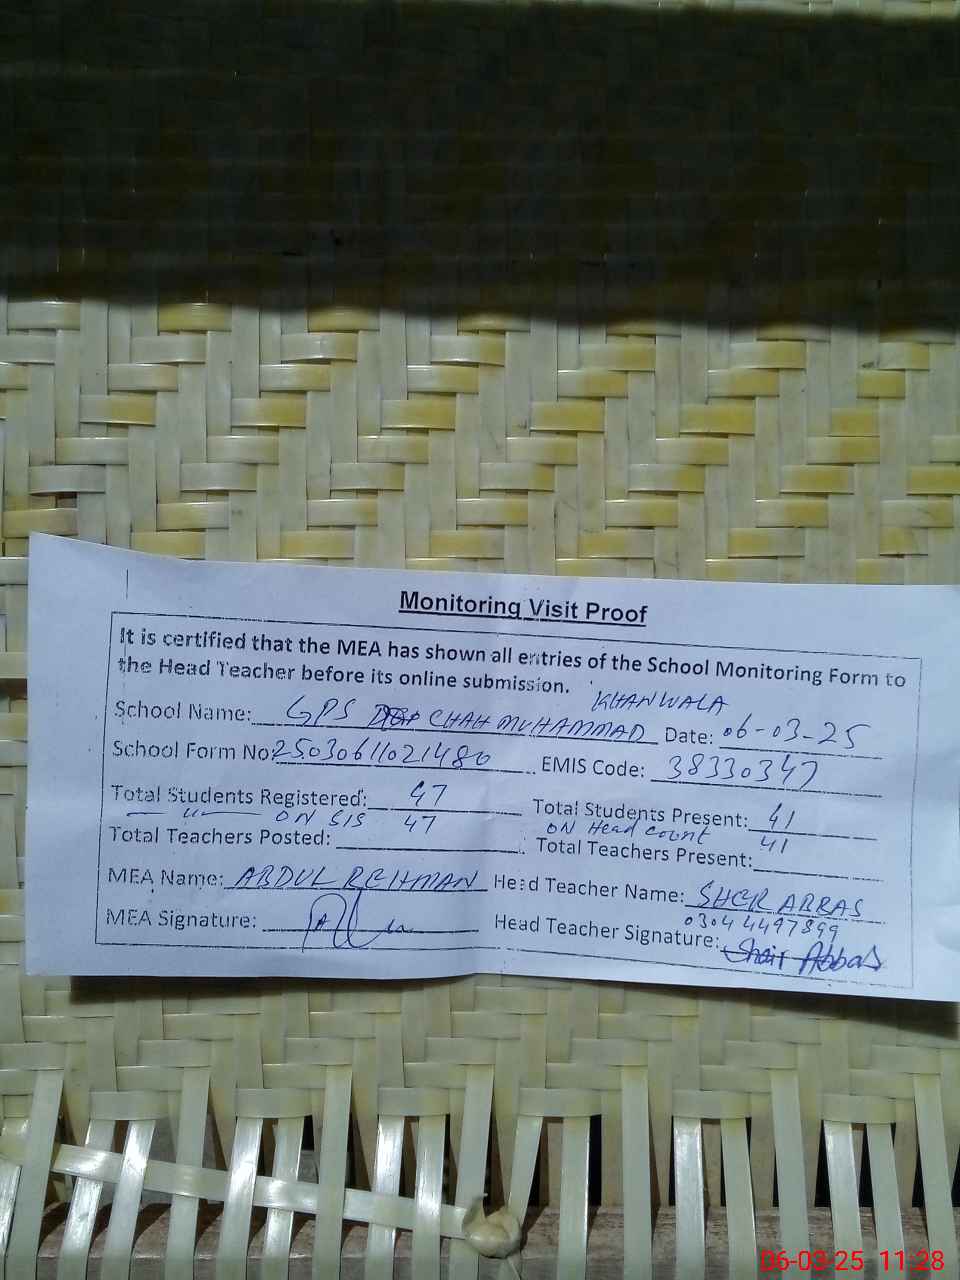 Monitoring Visit Proof
It is certified that the MEA has shown all entries of the School Monitoring Form to
the Head Teacher before its online submission.
KHANWALA
School Name: GPS CHAH MUHAMMAD Date: 06-03-25
School Form No: 25030611021480 EMIS Code: 38330347
Total Students Registered: 47 Total Students Present: 41
ON SIS 47 ON Head count 41
Total Teachers Posted: Total Teachers Present:
MEA Name: ABDUL REHMAN Head Teacher Name: SHER ABBAS
03044497899
MEA Signature: Head Teacher Signature: Shair Abbas
06-03-25 11:28